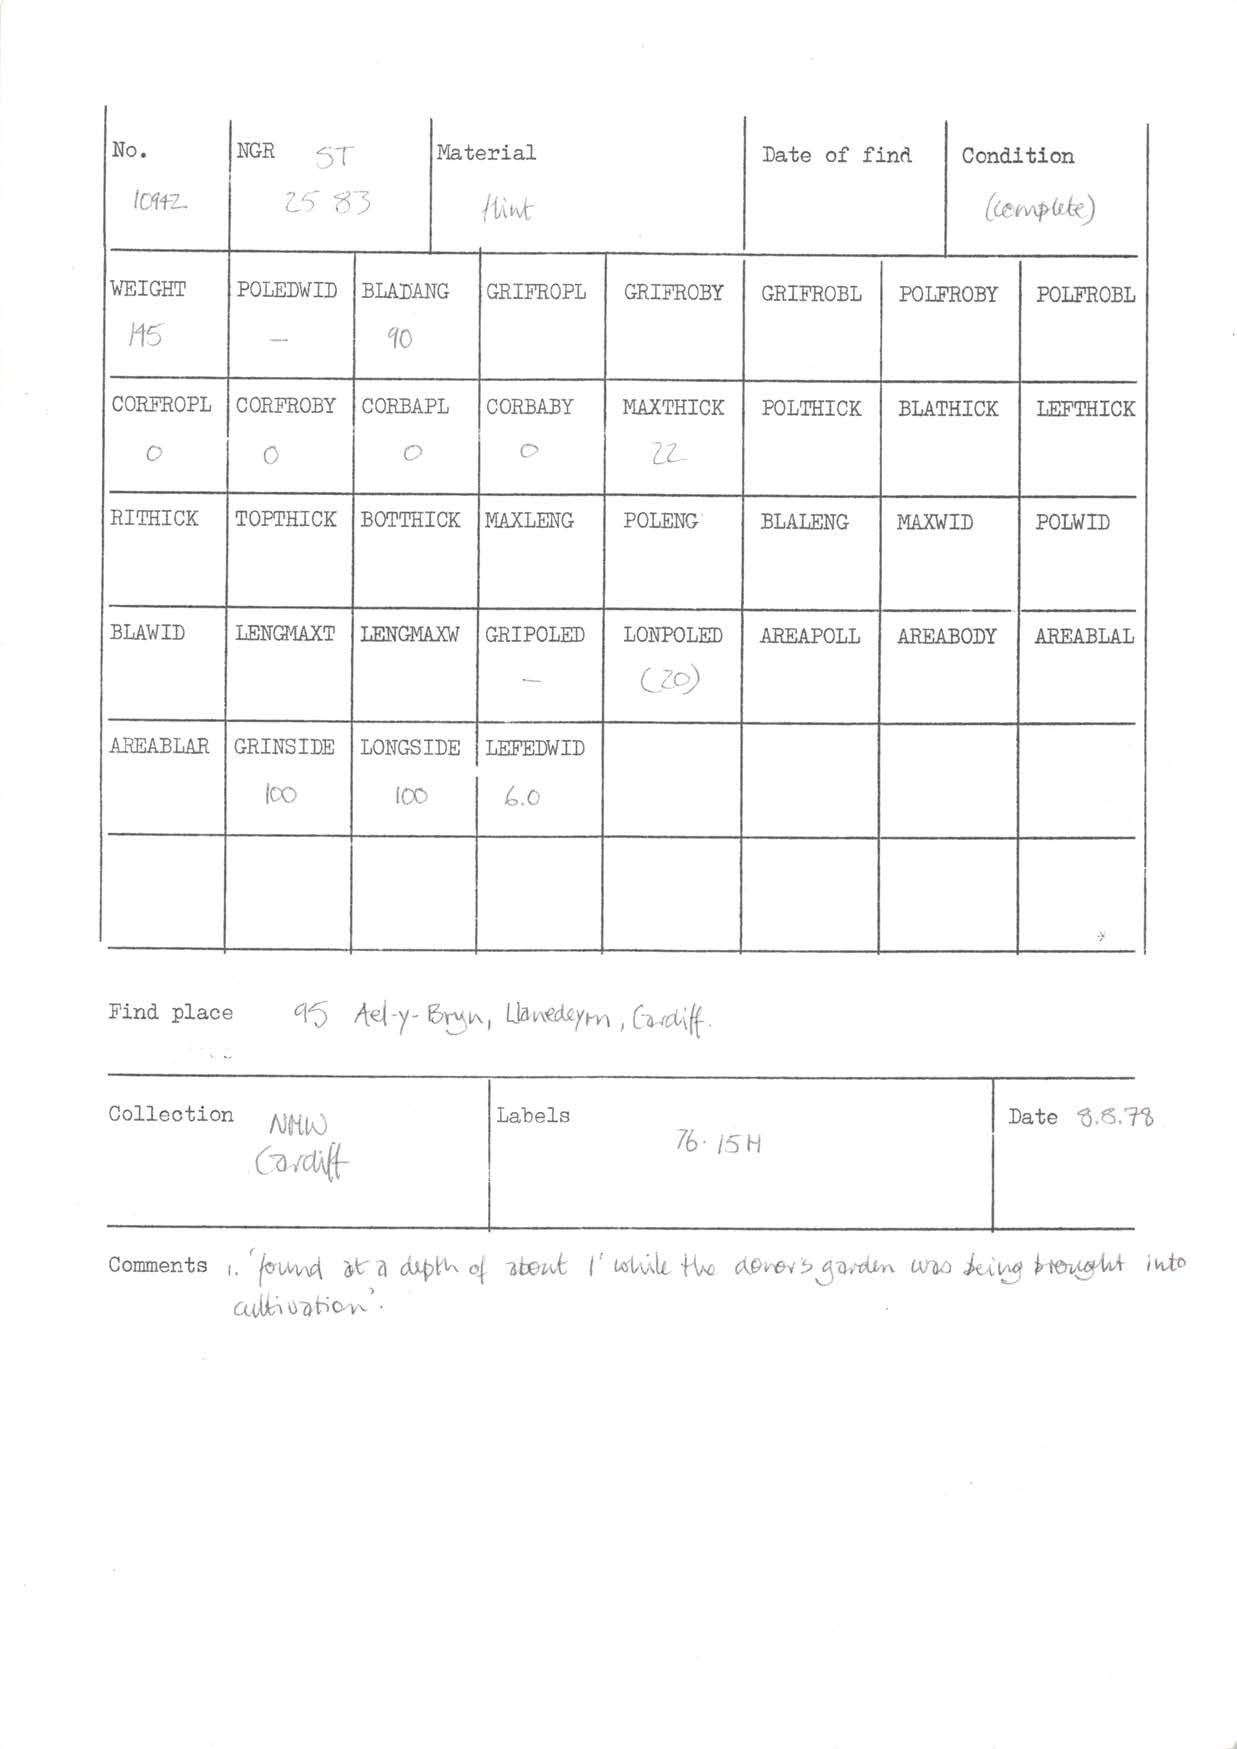 No. NGR ST Material Date of find Condition
10942 25 83 flint (complete)
WEIGHT POLEDWID BLADANG GRIFROPL GRIFROBY GRIFROBL POLFROBY POLFROBL
145 — 90
CORFROPL CORFROBY CORBAPL CORBABY MAXTHICK POLTHICK BLATHICK LEFTHICK
0 0 0 0 22
RITHICK TOPTHICK BOTTHICK MAXLENG POLENG BLALENG MAXWID POLWID
BLAWID LENGMAXT LENGMAXW GRIPOLED LONPOLED AREAPOLL AREABODY AREABLAL
— (20)
AREABLAR GRINSIDE LONGSIDE LEFEDWID
100 100 6.0
Find place 95 Ael-y-Bryn, Llanedeyrn, Cardiff.
Collection NMW Labels Date 8.8.78
Cardiff 76.15H
Comments 1. 'found at a depth of about 1' while the donor's garden was being brought into
cultivation'.